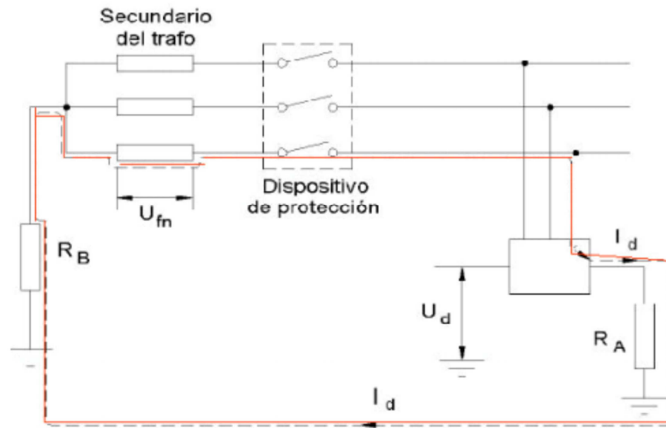 Secundario
del trafo
Dispositivo
de protección
U fn
R B
I d
U d
R A
I d